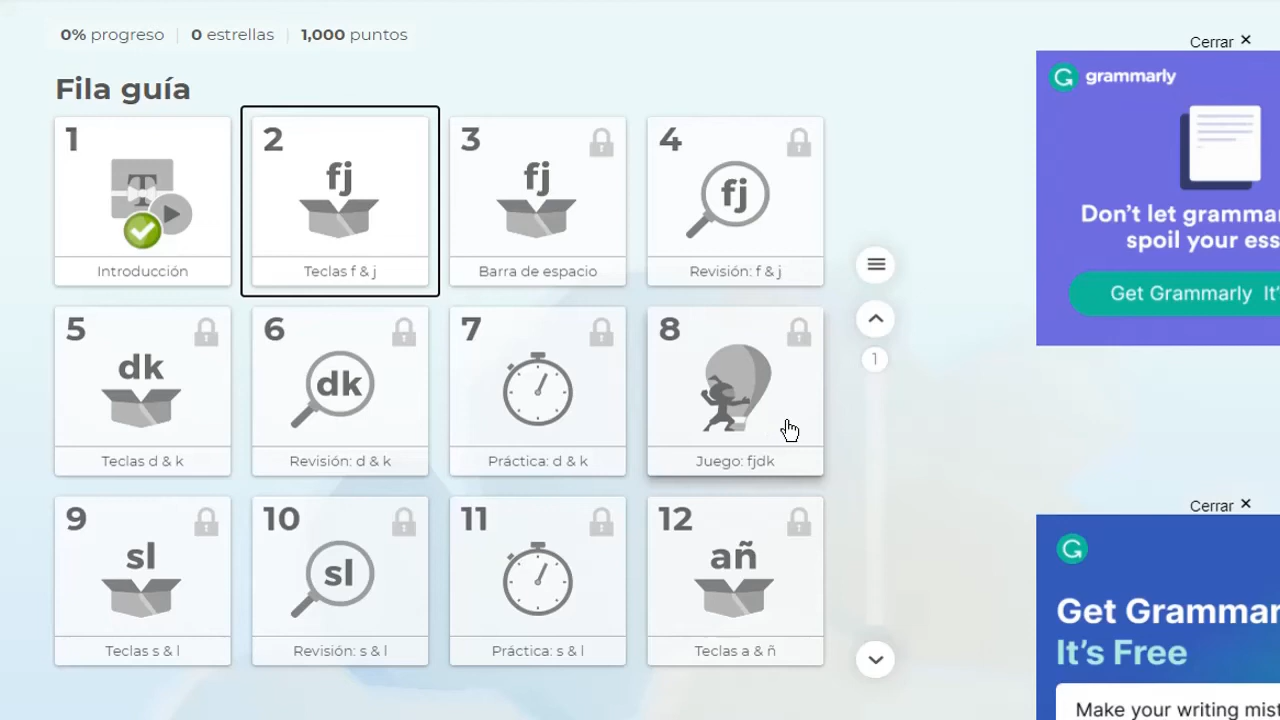 0% progreso | 0 estrellas | 1,000 puntos
Fila guía
1
Introducción
2
fj
Teclas f & j
3
fj
Barra de espacio
4
fj
Revisión: f & j
5
dk
Teclas d & k
6
dk
Revisión: d & k
7
Práctica: d & k
8
Juego: fjdk
9
sl
Teclas s & l
10
sl
Revisión: s & l
11
Práctica: s & l
12
añ
Teclas a & ñ
1
Cerrar ✕
grammarly
Don't let gramma
spoil your ess
Get Grammarly It'
Cerrar ✕
Get Grammar
It's Free
Make your writing mist